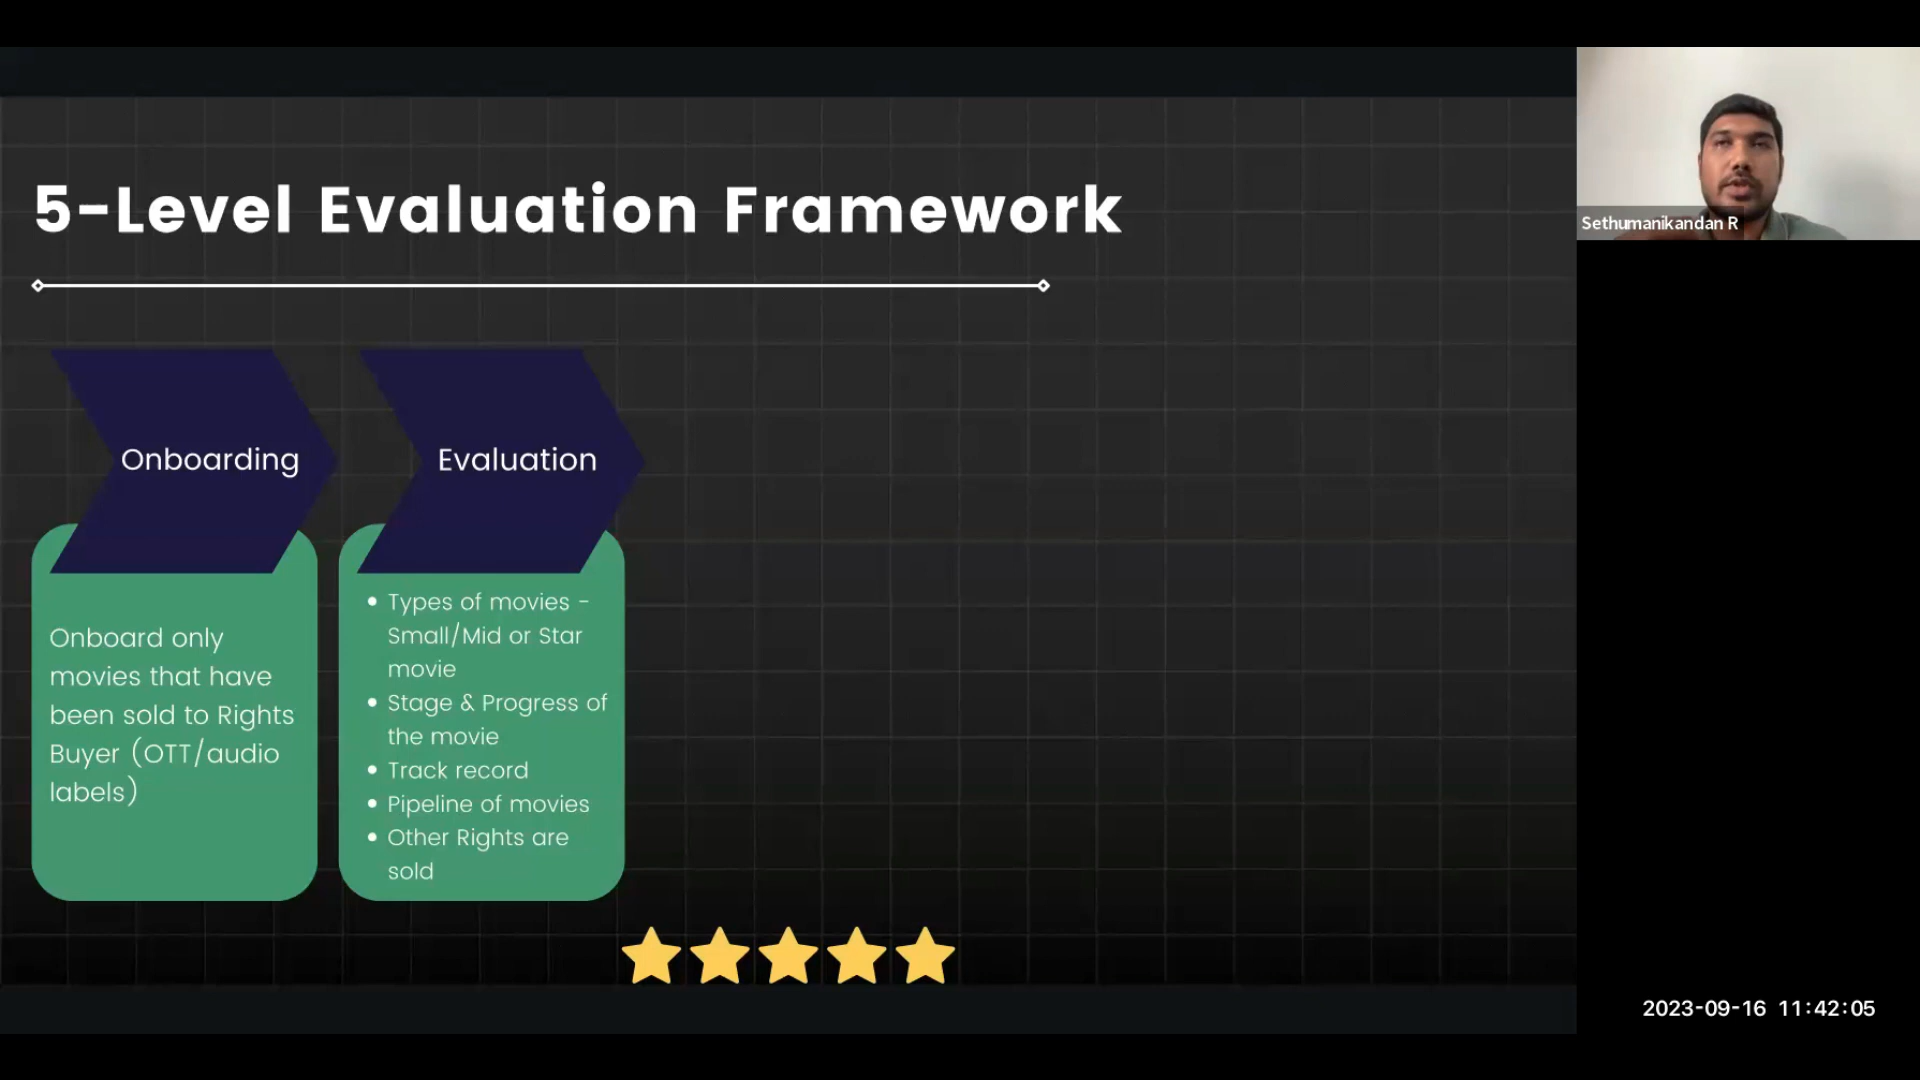 5-Level Evaluation Framework
Onboarding
Onboard only
movies that have
been sold to Rights
Buyer (OTT/audio
labels)
Evaluation
• Types of movies -
Small/Mid or Star
movie
• Stage & Progress of
the movie
• Track record
• Pipeline of movies
• Other Rights are
sold
Sethumanikandan R
2023-09-16 11:42:05